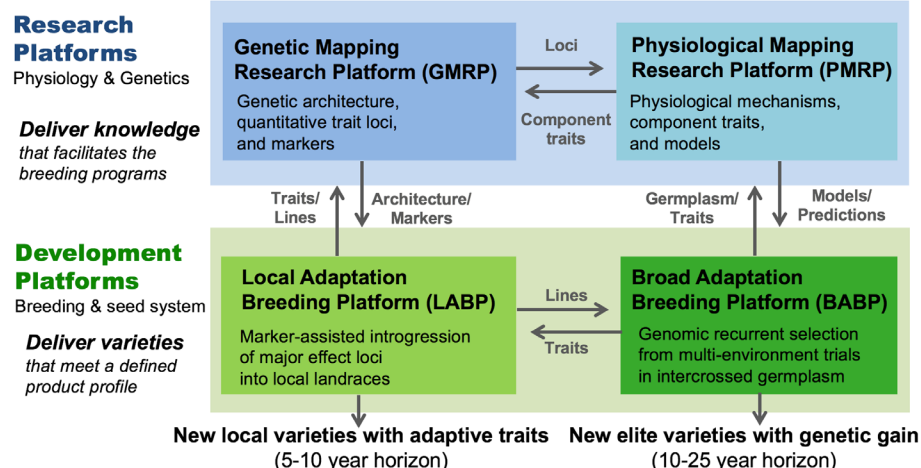 Research
Platforms
Physiology & Genetics
Deliver knowledge
that facilitates the
breeding programs
Genetic Mapping
Research Platform (GMRP)
Genetic architecture,
quantitative trait loci,
and markers
Loci
Component
traits
Physiological Mapping
Research Platform (PMRP)
Physiological mechanisms,
component traits,
and models
Traits/
Lines
Architecture/
Markers
Germplasm/
Traits
Models/
Predictions
Development
Platforms
Breeding & seed system
Deliver varieties
that meet a defined
product profile
Local Adaptation
Breeding Platform (LABP)
Marker-assisted introgression
of major effect loci
into local landraces
Lines
Traits
Broad Adaptation
Breeding Platform (BABP)
Genomic recurrent selection
from multi-environment trials
in intercrossed germplasm
New local varieties with adaptive traits
(5-10 year horizon)
New elite varieties with genetic gain
(10-25 year horizon)